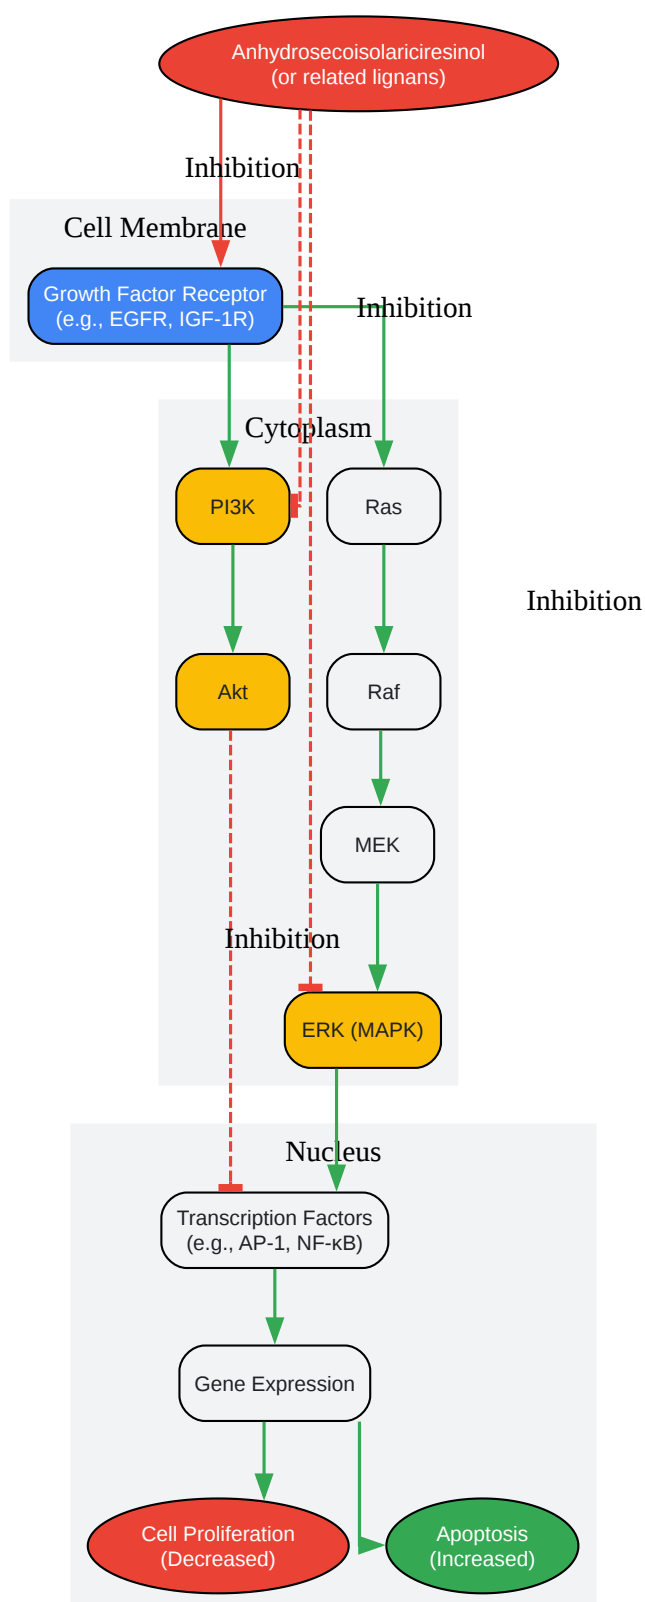 Anhydrosecoisolariciresinol
(or related lignans)
Inhibition
Cell Membrane
Growth Factor Receptor
(e.g., EGFR, IGF-1R)
Inhibition
Cytoplasm
PI3K
Ras
Inhibition
Akt
Raf
MEK
Inhibition
ERK (MAPK)
Nucleus
Transcription Factors
(e.g., AP-1, NF-κB)
Gene Expression
Cell Proliferation
(Decreased)
Apoptosis
(Increased)